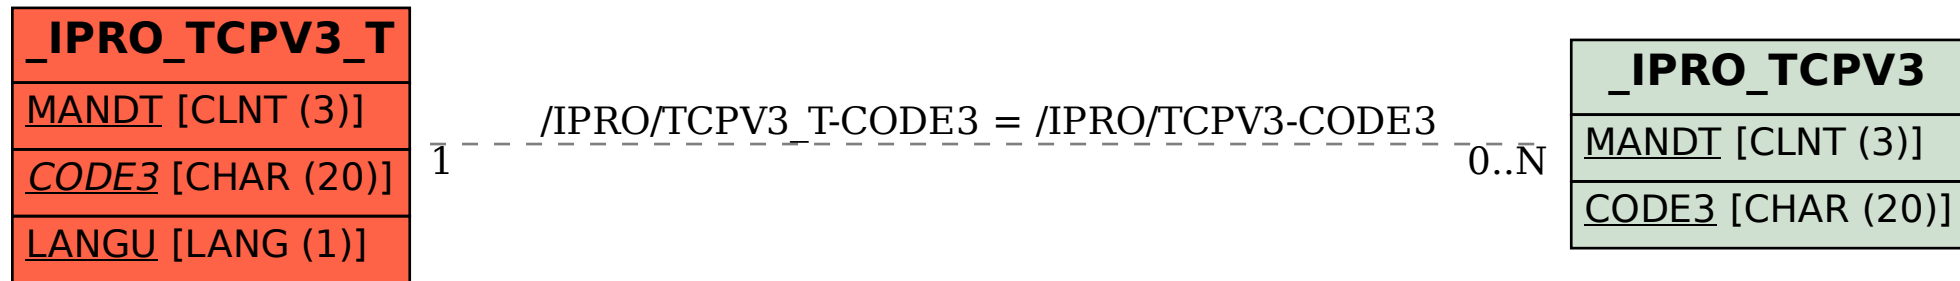 _IPRO_TCPV3_T
MANDT [CLNT (3)]
CODE3 [CHAR (20)]
LANGU [LANG (1)]
/IPRO/TCPV3_T-CODE3 = /IPRO/TCPV3-CODE3
1
0..N
_IPRO_TCPV3
MANDT [CLNT (3)]
CODE3 [CHAR (20)]